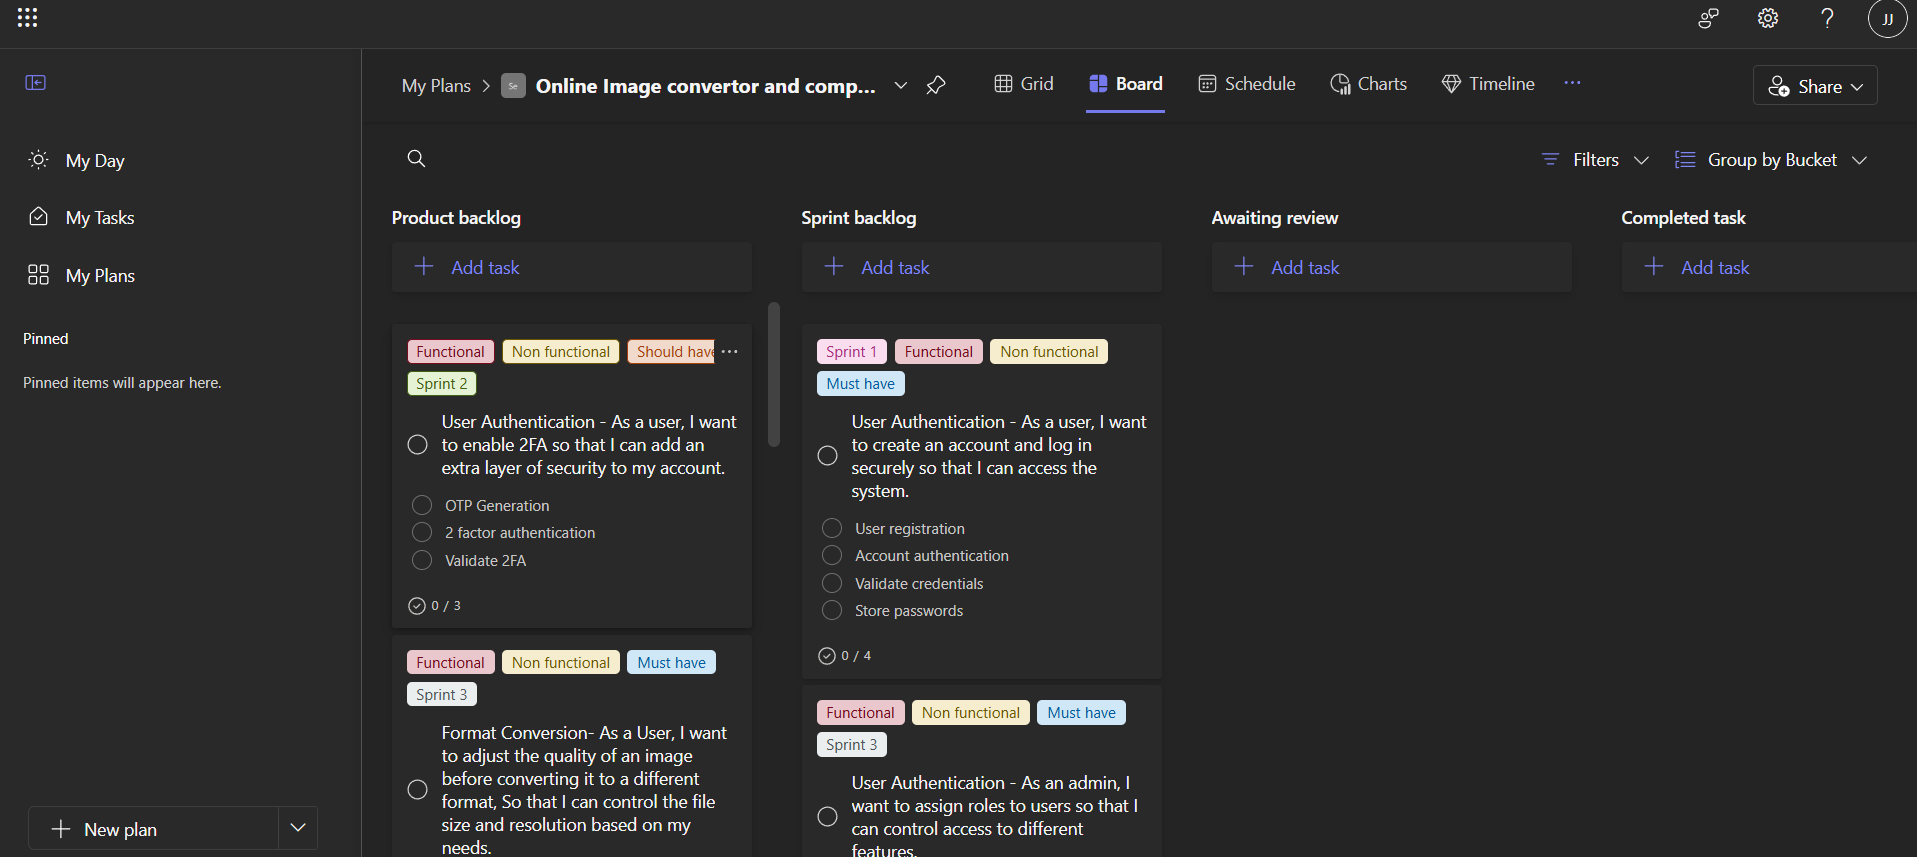 JJ
My Plans
Se
Online Image convertor and comp...
Grid
Board
Schedule
Charts
Timeline
Share
My Day
My Tasks
My Plans
Pinned
Pinned items will appear here.
New plan
Filters
Group by Bucket
Product backlog
Add task
Functional
Non functional
Should have
Sprint 2
User Authentication - As a user, I want
to enable 2FA so that I can add an
extra layer of security to my account.
OTP Generation
2 factor authentication
Validate 2FA
0 / 3
Functional
Non functional
Must have
Sprint 3
Format Conversion- As a User, I want
to adjust the quality of an image
before converting it to a different
format, So that I can control the file
size and resolution based on my
needs.
Sprint backlog
Add task
Sprint 1
Functional
Non functional
Must have
User Authentication - As a user, I want
to create an account and log in
securely so that I can access the
system.
User registration
Account authentication
Validate credentials
Store passwords
0 / 4
Functional
Non functional
Must have
Sprint 3
User Authentication - As an admin, I
want to assign roles to users so that I
can control access to different
features.
Awaiting review
Add task
Completed task
Add task